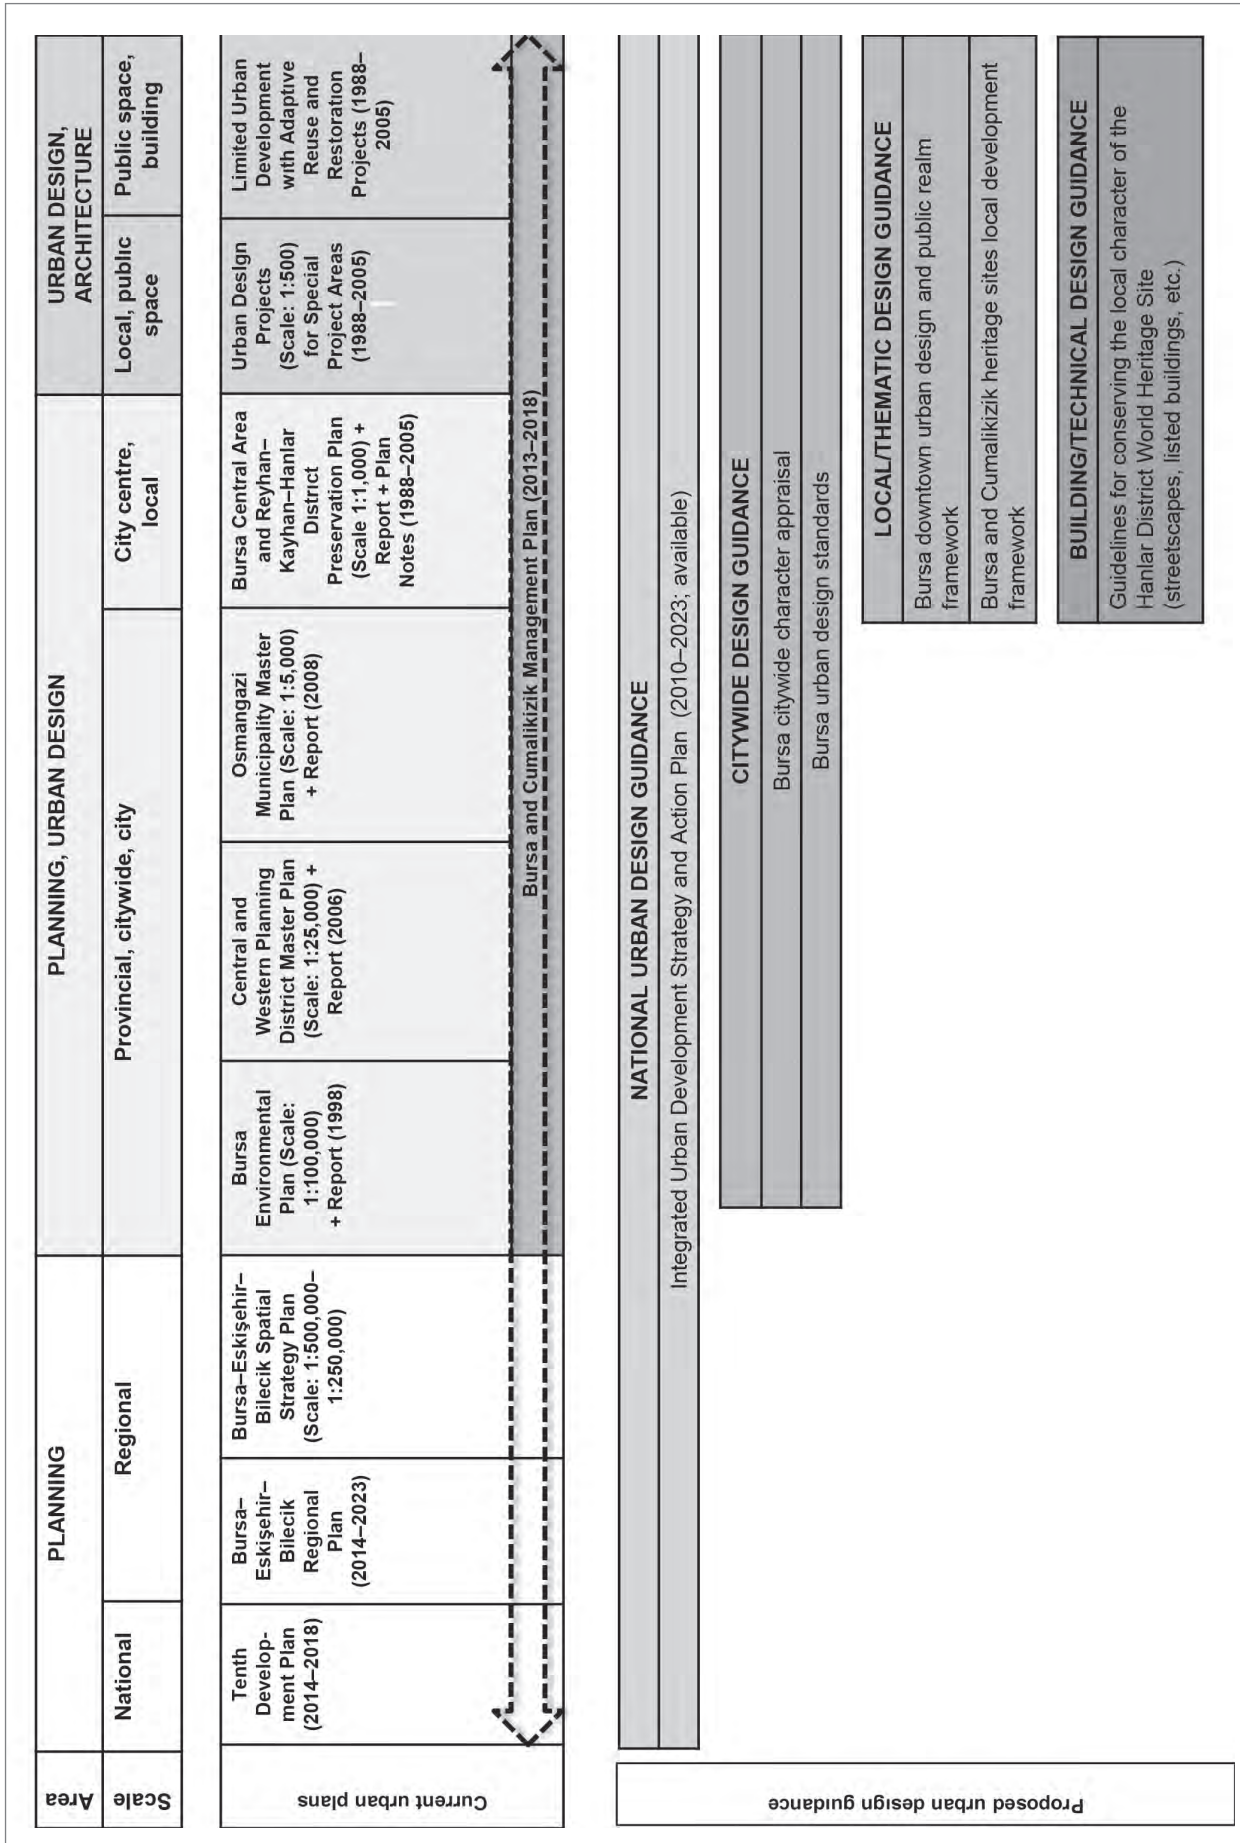 Area
PLANNING
PLANNING, URBAN DESIGN
URBAN DESIGN,
ARCHITECTURE
Scale
National
Regional
Provincial, citywide, city
City centre,
local
Local, public
space
Public space,
building
Current urban plans
Tenth
Develop-
ment Plan
(2014–2018)
Bursa–
Eskişehir–
Bilecik
Regional
Plan
(2014–2023)
Bursa–Eskişehir–
Bilecik Spatial
Strategy Plan
(Scale: 1:500,000–
1:250,000)
Bursa
Environmental
Plan (Scale:
1:100,000)
+ Report (1998)
Central and
Western Planning
District Master Plan
(Scale: 1:25,000) +
Report (2006)
Osmangazi
Municipality Master
Plan (Scale: 1:5,000)
+ Report (2008)
Bursa Central Area
and Reyhan–
Kayhan–Hanlar
District
Preservation Plan
(Scale 1:1,000) +
Report + Plan
Notes (1988–2005)
Urban Design
Projects
(Scale: 1:500)
for Special
Project Areas
(1988–2005)
Limited Urban
Development
with Adaptive
Reuse and
Restoration
Projects (1988–
2005)
Bursa and Cumalikizik Management Plan (2013–2018)
Proposed urban design guidance
NATIONAL URBAN DESIGN GUIDANCE
Integrated Urban Development Strategy and Action Plan (2010–2023; available)
CITYWIDE DESIGN GUIDANCE
Bursa citywide character appraisal
Bursa urban design standards
LOCAL/THEMATIC DESIGN GUIDANCE
Bursa downtown urban design and public realm
framework
Bursa and Cumalikizik heritage sites local development
framework
BUILDING/TECHNICAL DESIGN GUIDANCE
Guidelines for conserving the local character of the
Hanlar District World Heritage Site
(streetscapes, listed buildings, etc.)